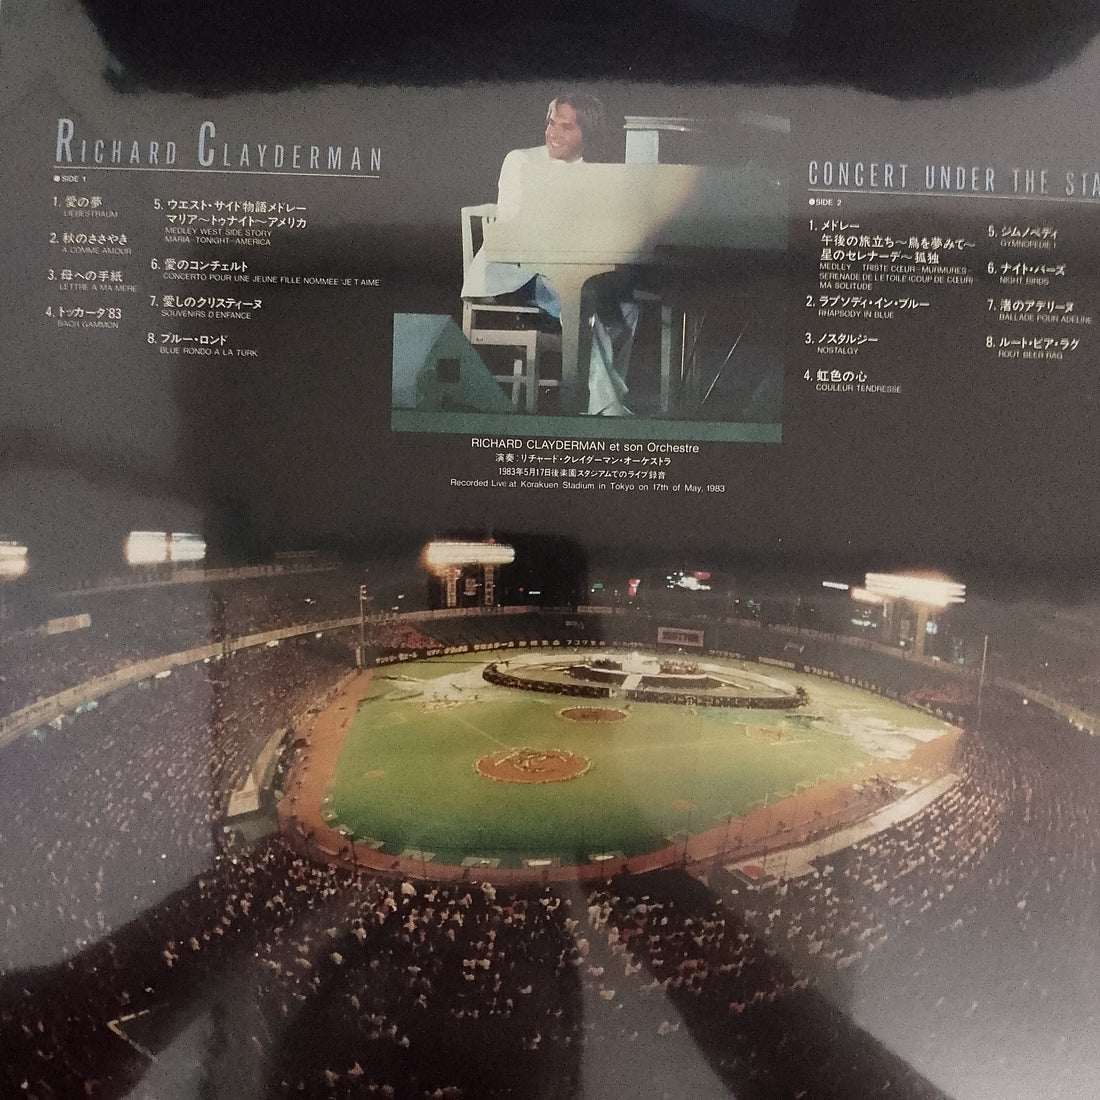 RICHARD CLAYDERMAN
●SIDE 1
1. 愛の夢
LIEBESTRAUM
2. 秋のささやき
A COMME AMOUR
3. 母への手紙
LETTRE A MA MERE
4. トッカータ'83
BACH GAMMON
5. ウエスト・サイド物語メドレー
マリア〜トゥナイト〜アメリカ
MEDLEY WEST SIDE STORY
MARIA-TONIGHT-AMERICA
6. 愛のコンチェルト
CONCERTO POUR UNE JEUNE FILLE NOMMEE 'JE T'AIME
7. 愛しのクリスティーヌ
SOUVENIRS D'ENFANCE
8. ブルー・ロンド
BLUE RONDO A LA TURK
CONCERT UNDER THE STA
●SIDE 2
1. メドレー
午後の旅立ち〜鳥を夢みて〜
星のセレナーデ〜孤独
MEDLEY TRISTE CŒUR-MURMURES-
SERENADE DE L'ETOILE (COUP DE CŒUR)
MA SOLITUDE
2. ラプソディ・イン・ブルー
RHAPSODY IN BLUE
3. ノスタルジー
NOSTALGY
4. 虹色の心
COULEUR TENDRESSE
5. ジムノペディ
GYMNOPEDIE 1
6. ナイト・バーズ
NIGHT BIRDS
7. 渚のアデリーヌ
BALLADE POUR ADELINE
8. ルート・ビア・ラグ
ROOT BEER RAG
RICHARD CLAYDERMAN et son Orchestre
演奏:リチャード・クレイダーマン・オーケストラ
1983年5月17日後楽園スタジアムでのライブ録音
Recorded Live at Korakuen Stadium in Tokyo on 17th of May, 1983